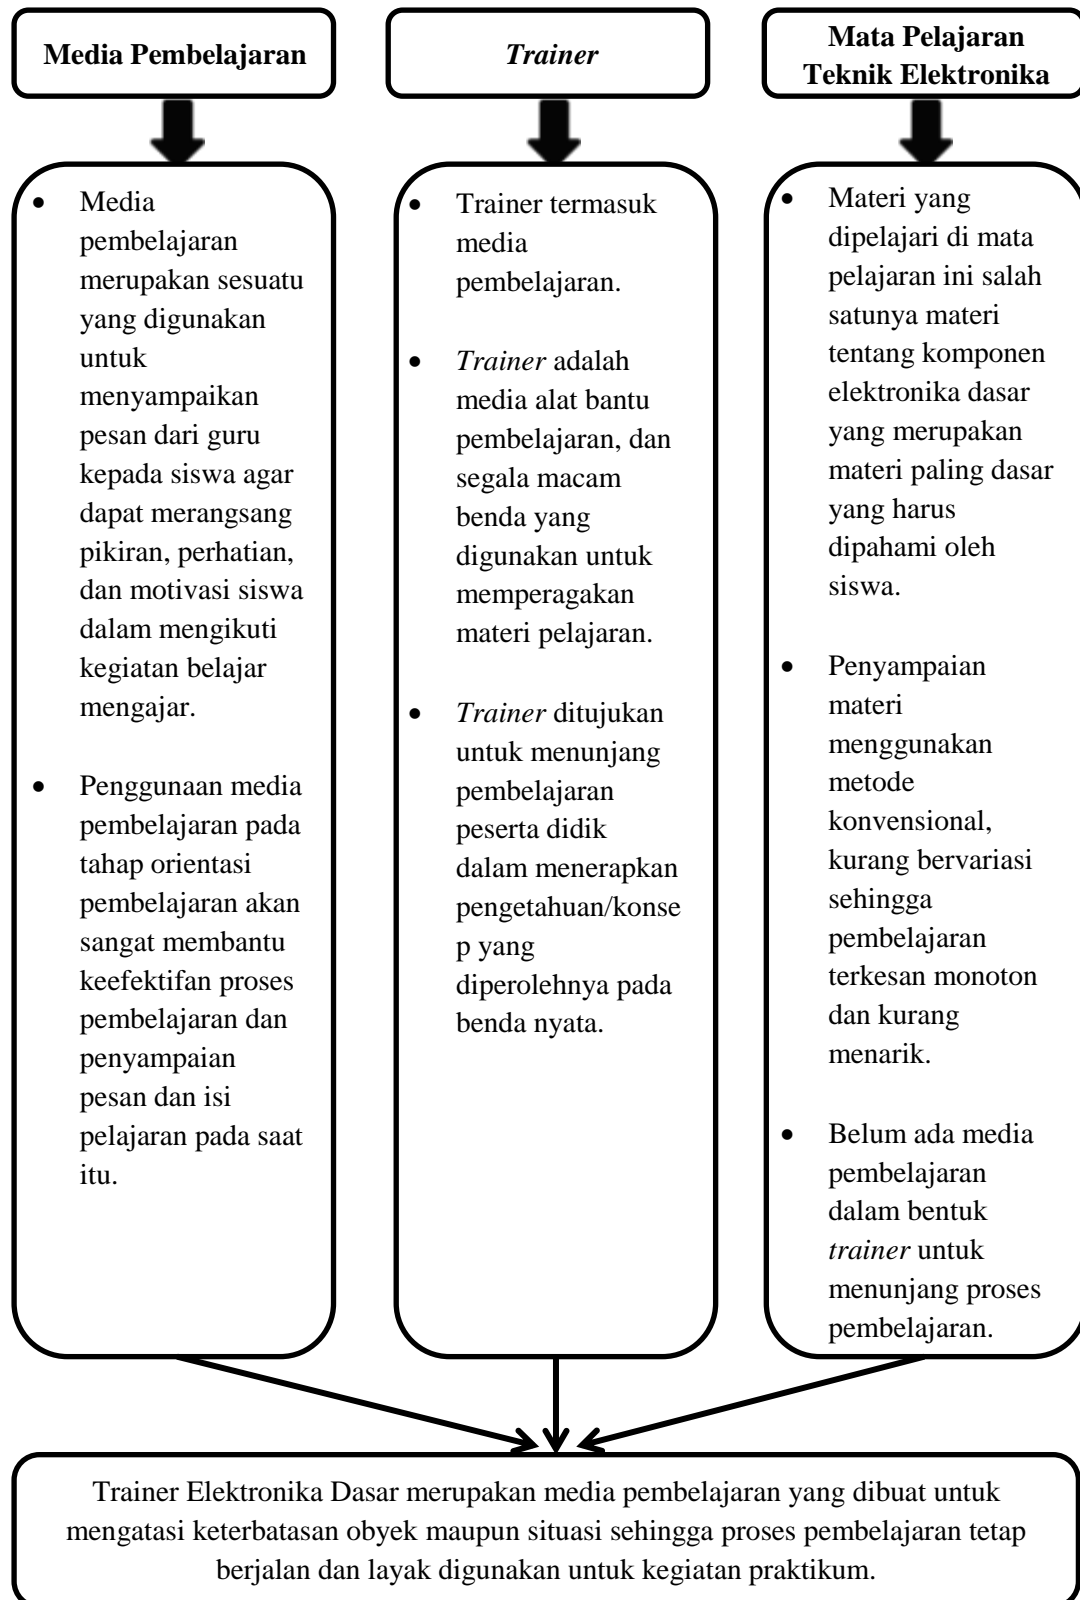 Media Pembelajaran
Trainer
Mata Pelajaran
Teknik Elektronika
• Media
pembelajaran
merupakan sesuatu
yang digunakan
untuk
menyampaikan
pesan dari guru
kepada siswa agar
dapat merangsang
pikiran, perhatian,
dan motivasi siswa
dalam mengikuti
kegiatan belajar
mengajar.
• Penggunaan media
pembelajaran pada
tahap orientasi
pembelajaran akan
sangat membantu
keefektifan proses
pembelajaran dan
penyampaian
pesan dan isi
pelajaran pada saat
itu.
• Trainer termasuk
media
pembelajaran.
• Trainer adalah
media alat bantu
pembelajaran, dan
segala macam
benda yang
digunakan untuk
memperagakan
materi pelajaran.
• Trainer ditujukan
untuk menunjang
pembelajaran
peserta didik
dalam menerapkan
pengetahuan/konse
p yang
diperolehnya pada
benda nyata.
• Materi yang
dipelajari di mata
pelajaran ini salah
satunya materi
tentang komponen
elektronika dasar
yang merupakan
materi paling dasar
yang harus
dipahami oleh
siswa.
• Penyampaian
materi
menggunakan
metode
konvensional,
kurang bervariasi
sehingga
pembelajaran
terkesan monoton
dan kurang
menarik.
• Belum ada media
pembelajaran
dalam bentuk
trainer untuk
menunjang proses
pembelajaran.
Trainer Elektronika Dasar merupakan media pembelajaran yang dibuat untuk
mengatasi keterbatasan obyek maupun situasi sehingga proses pembelajaran tetap
berjalan dan layak digunakan untuk kegiatan praktikum.